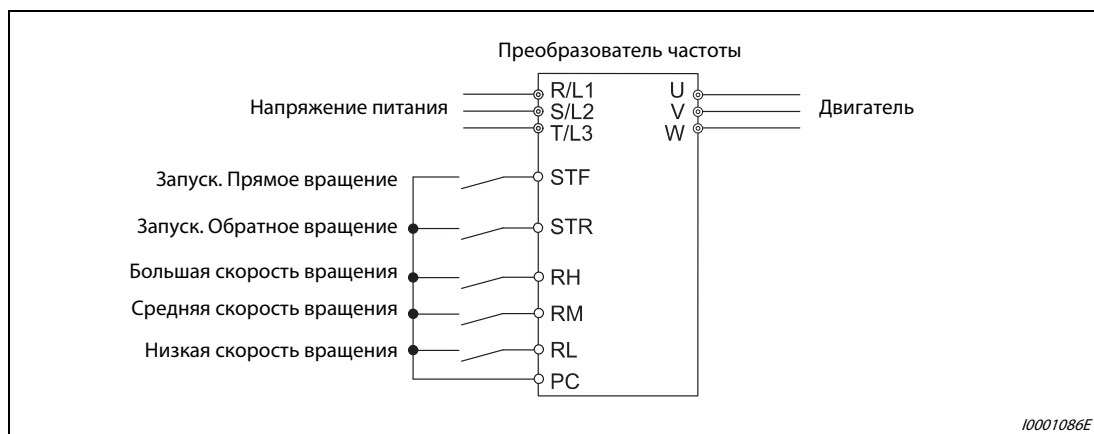 Преобразователь частоты
Напряжение питания
R/L1
S/L2
T/L3
U
V
W
Двигатель
Запуск. Прямое вращение
STF
Запуск. Обратное вращение
STR
Большая скорость вращения
RH
Средняя скорость вращения
RM
Низкая скорость вращения
RL
PC
I0001086E